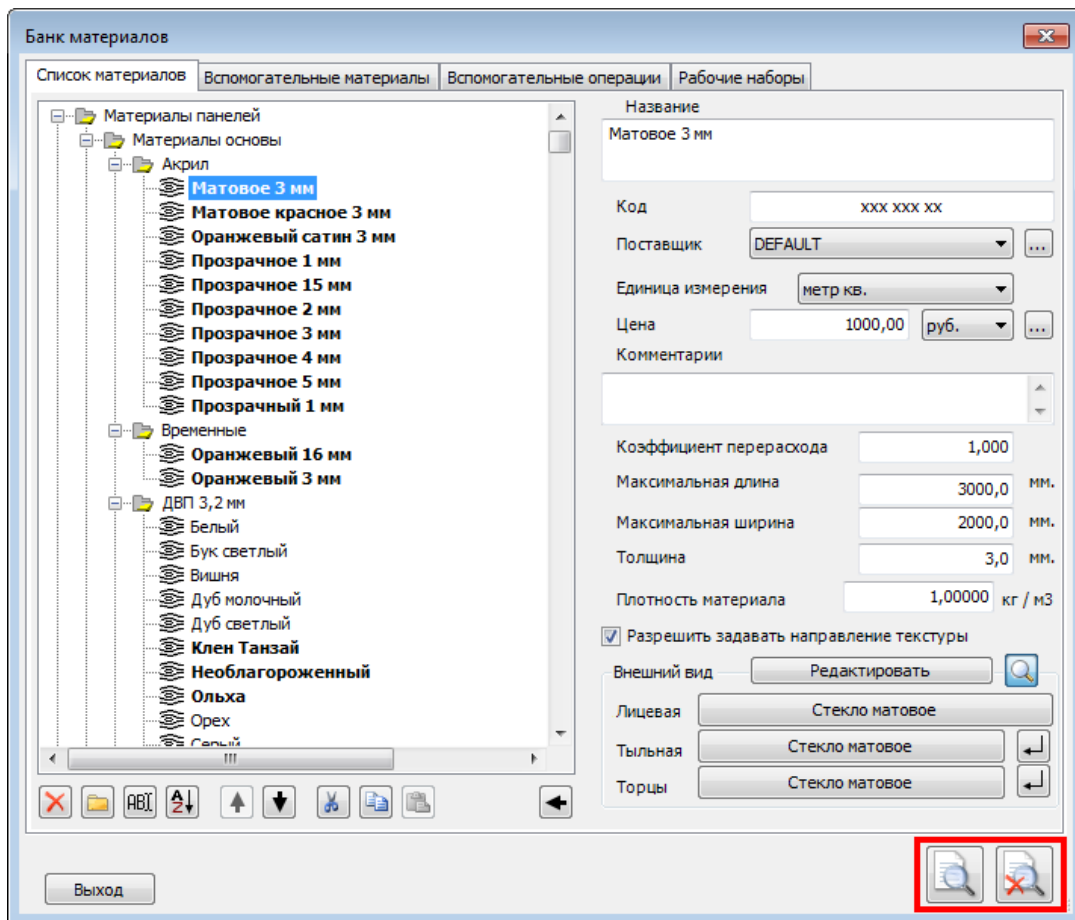 Банк материалов
Список материалов Вспомогательные материалы Вспомогательные операции Рабочие наборы
Материалы панелей
Материалы основы
Акрил
Матовое 3 мм
Матовое красное 3 мм
Оранжевый сатин 3 мм
Прозрачное 1 мм
Прозрачное 15 мм
Прозрачное 2 мм
Прозрачное 3 мм
Прозрачное 4 мм
Прозрачное 5 мм
Прозрачный 1 мм
Временные
Оранжевый 16 мм
Оранжевый 3 мм
ДВП 3,2 мм
Белый
Бук светлый
Вишня
Дуб молочный
Дуб светлый
Клен Танзай
Необлагороженный
Ольха
Орех
Серый
Название
Матовое 3 мм
Код xxx xxx xx
Поставщик DEFAULT ...
Единица измерения метр кв.
Цена 1000,00 руб. ...
Комментарии
Коэффициент перерасхода 1,000
Максимальная длина 3000,0 мм.
Максимальная ширина 2000,0 мм.
Толщина 3,0 мм.
Плотность материала 1,00000 кг / м3
Разрешить задавать направление текстуры
Внешний вид Редактировать
Лицевая Стекло матовое
Тыльная Стекло матовое
Торцы Стекло матовое
ABI A Z
Выход